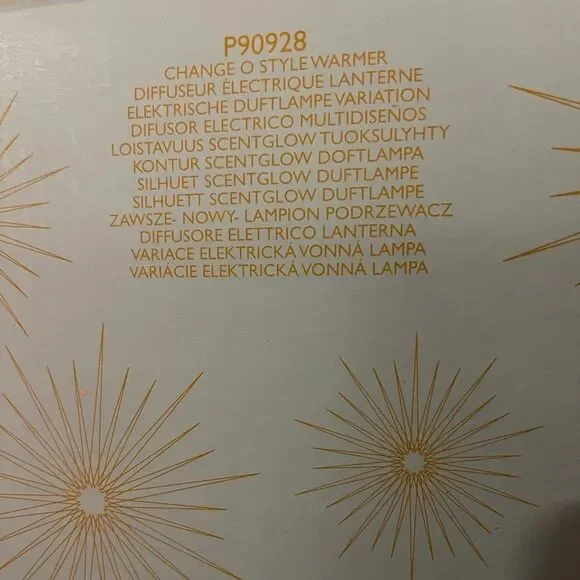 P90928
CHANGE O STYLE WARMER
DIFFUSEUR ÉLECTRIQUE LANTERNE
ELEKTRISCHE DUFTLAMPE VARIATION
DIFUSOR ELECTRICO MULTIDISEÑOS
LOISTAVUUS SCENTGLOW TUOKSULYHTY
KONTUR SCENTGLOW DOFTLAMPA
SILHUET SCENTGLOW DUFTLAMPE
SILHUETT SCENTGLOW DUFTLAMPE
ZAWSZE- NOWY- LAMPION PODRZEWACZ
DIFFUSORE ELETTRICO LANTERNA
VARIACE ELEKTRICKÁ VONNÁ LAMPA
VARIÁCIE ELEKTRICKÁ VONNÁ LAMPA